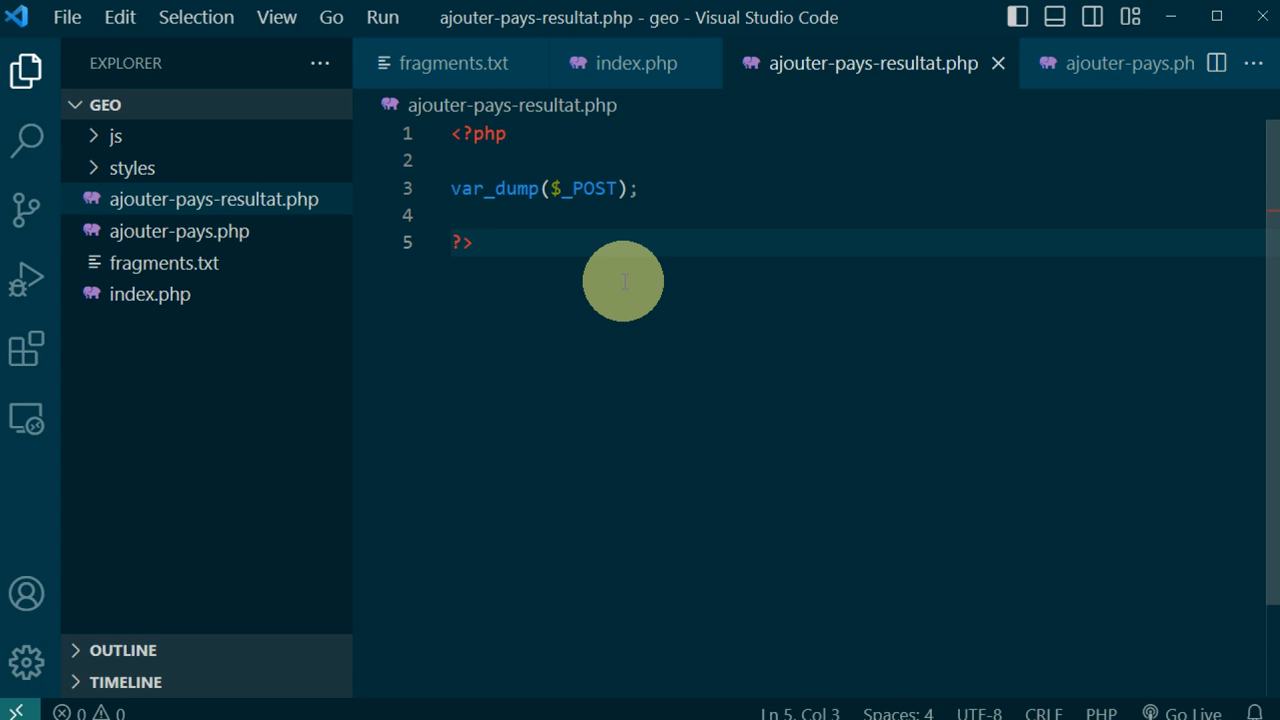 File Edit Selection View Go Run ajouter-pays-resultat.php - geo - Visual Studio Code
EXPLORER
fragments.txt index.php ajouter-pays-resultat.php ajouter-pays.ph
GEO
ajouter-pays-resultat.php
js
styles
ajouter-pays-resultat.php
ajouter-pays.php
fragments.txt
index.php
1 <?php
2
3 var_dump($_POST);
4
5 ?>
OUTLINE
TIMELINE
0 0 Ln 5, Col 3 Spaces: 4 UTF-8 CRLF PHP Go Live